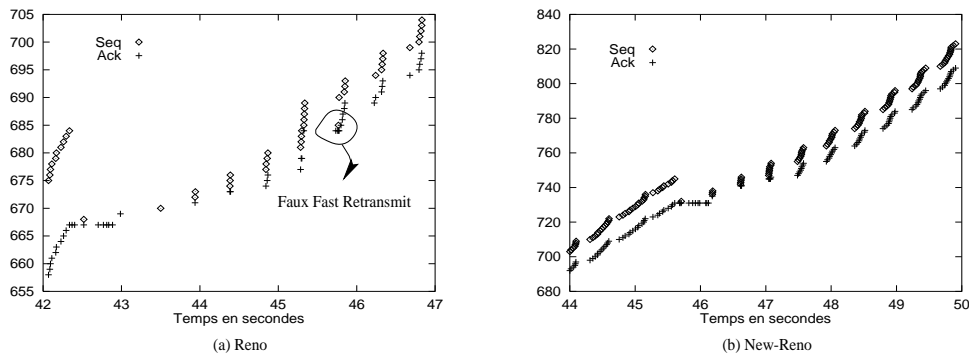 705
700
695
690
685
680
675
670
665
660
655
Seq
Ack
Faux Fast Retransmit
42 43 44 45 46 47
Temps en secondes
(a) Reno
840
820
800
780
760
740
720
700
680
Seq
Ack
44 45 46 47 48 49 50
Temps en secondes
(b) New-Reno